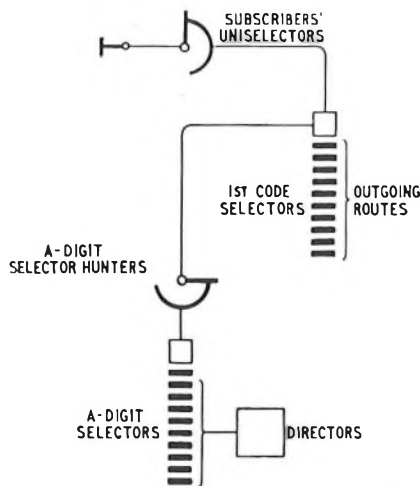 SUBSCRIBERS'
UNISELECTORS
1ST CODE
SELECTORS
OUTGOING
ROUTES
A-DIGIT
SELECTOR HUNTERS
A-DIGIT
SELECTORS
DIRECTORS